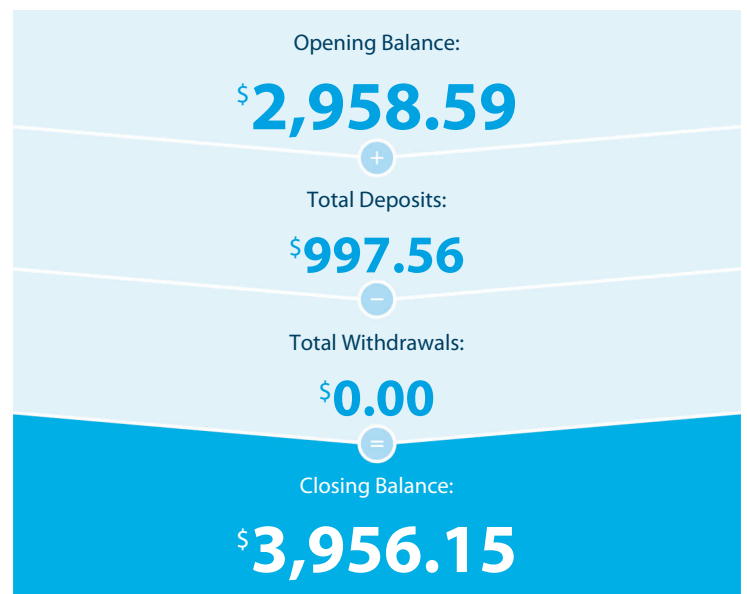 Opening Balance:
$2,958.59
+
Total Deposits:
$997.56
−
Total Withdrawals:
$0.00
=
Closing Balance:
$3,956.15